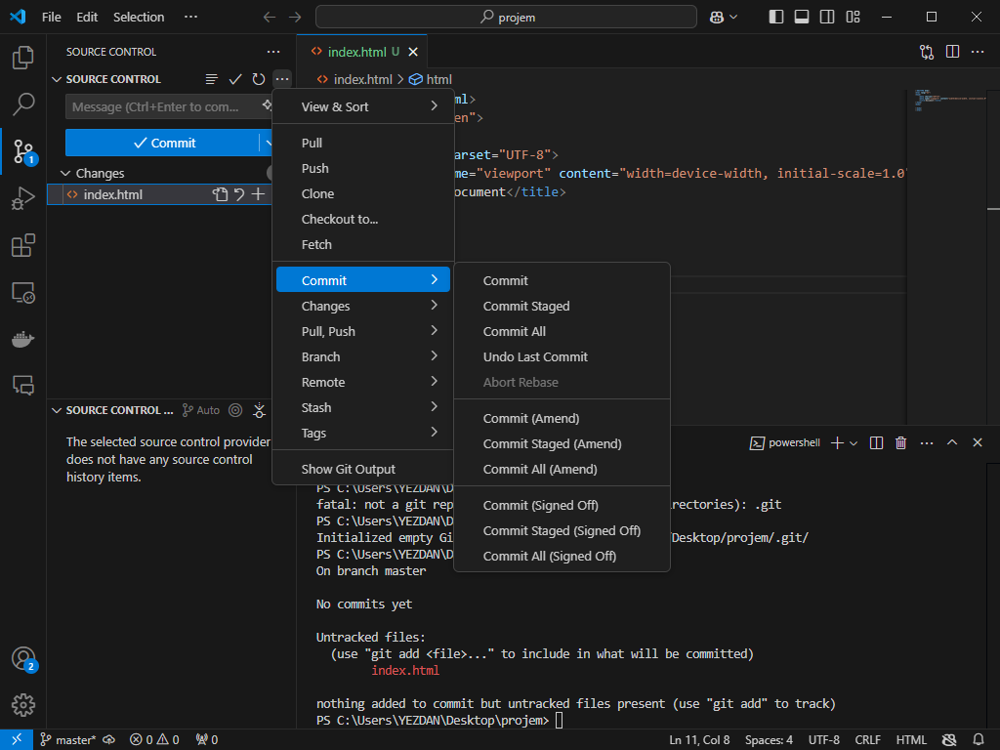 File Edit Selection ···
projem
SOURCE CONTROL
index.html U
SOURCE CONTROL
index.html > html
Message (Ctrl+Enter to com...
Commit
Changes
index.html
1
View & Sort
Pull
Push
Clone
Checkout to...
Fetch
Commit
Changes
Pull, Push
Branch
Remote
Stash
Tags
Show Git Output
Commit
Commit Staged
Commit All
Undo Last Commit
Abort Rebase
Commit (Amend)
Commit Staged (Amend)
Commit All (Amend)
Commit (Signed Off)
Commit Staged (Signed Off)
Commit All (Signed Off)
ml>
en">
arset="UTF-8">
me="viewport" content="width=device-width, initial-scale=1.0"
ocument</title>
SOURCE CONTROL ... Auto
The selected source control provider
does not have any source control
history items.
powershell
PS C:\Users\YEZDAN\D
fatal: not a git rep rectories): .git
PS C:\Users\YEZDAN\D
Initialized empty Gi /Desktop/projem/.git/
PS C:\Users\YEZDAN\D
On branch master
No commits yet
Untracked files:
(use "git add <file>..." to include in what will be committed)
index.html
nothing added to commit but untracked files present (use "git add" to track)
PS C:\Users\YEZDAN\Desktop\projem>
2
master* 0 0 0 Ln 11, Col 8 Spaces: 4 UTF-8 CRLF HTML